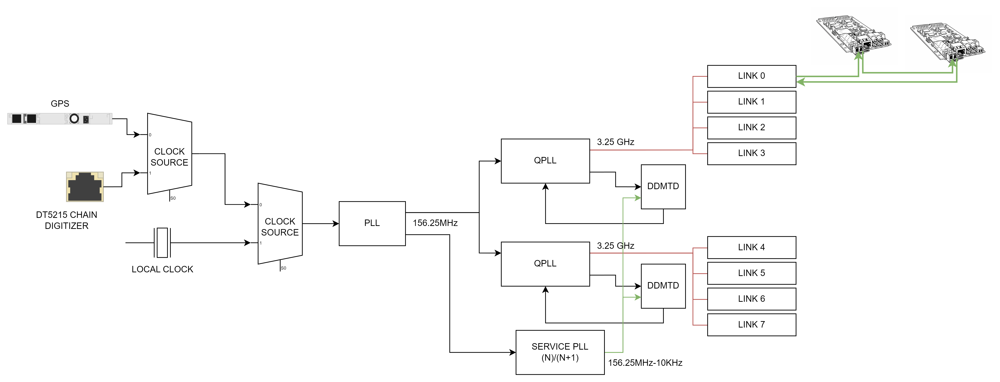 GPS
0
CLOCK
SOURCE
1
S0
DT5215 CHAIN
DIGITIZER
0
CLOCK
SOURCE
1
S0
LOCAL CLOCK
PLL
156.25MHz
QPLL
3.25 GHz
DDMTD
LINK 0
LINK 1
LINK 2
LINK 3
QPLL
3.25 GHz
DDMTD
LINK 4
LINK 5
LINK 6
LINK 7
SERVICE PLL
(N)/(N+1)
156.25MHz-10KHz